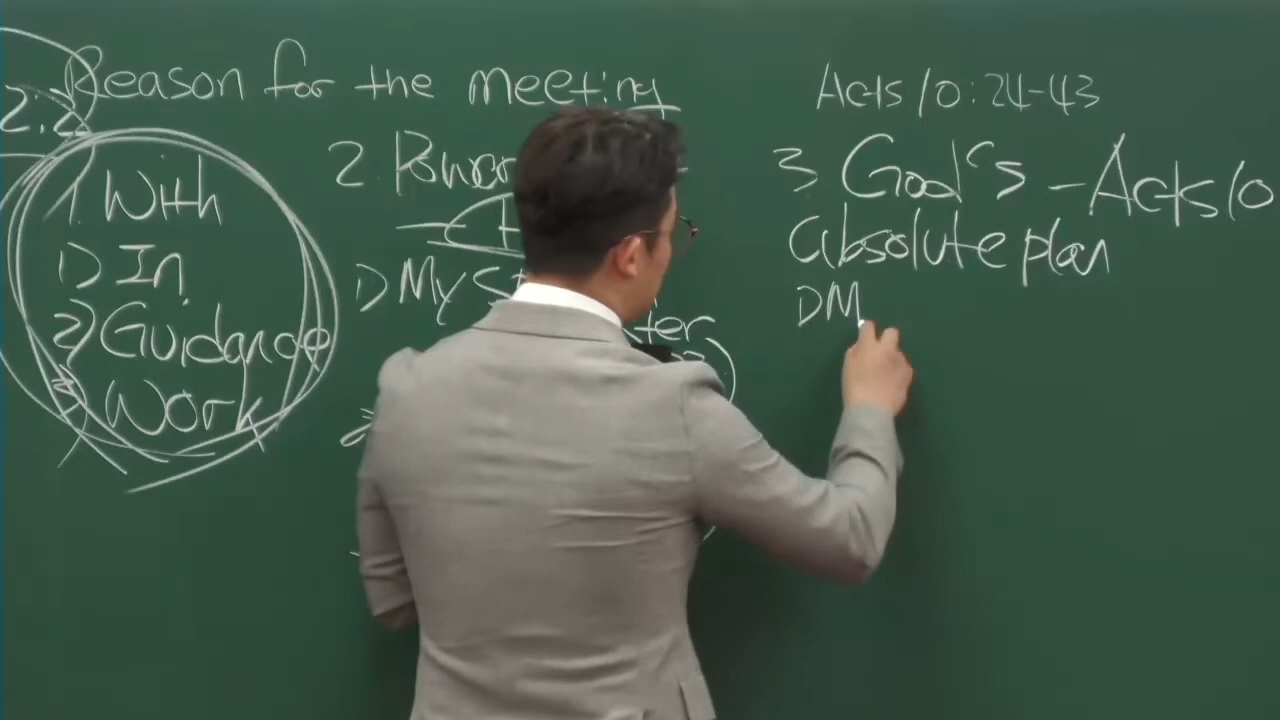 Reason for the meeting
Acts 10:24-43
2:2
1. With
1) In
2) Guidance
3) Work
2. Power
1) My
ter
3. God's - Acts 10
absolute plan
1) M